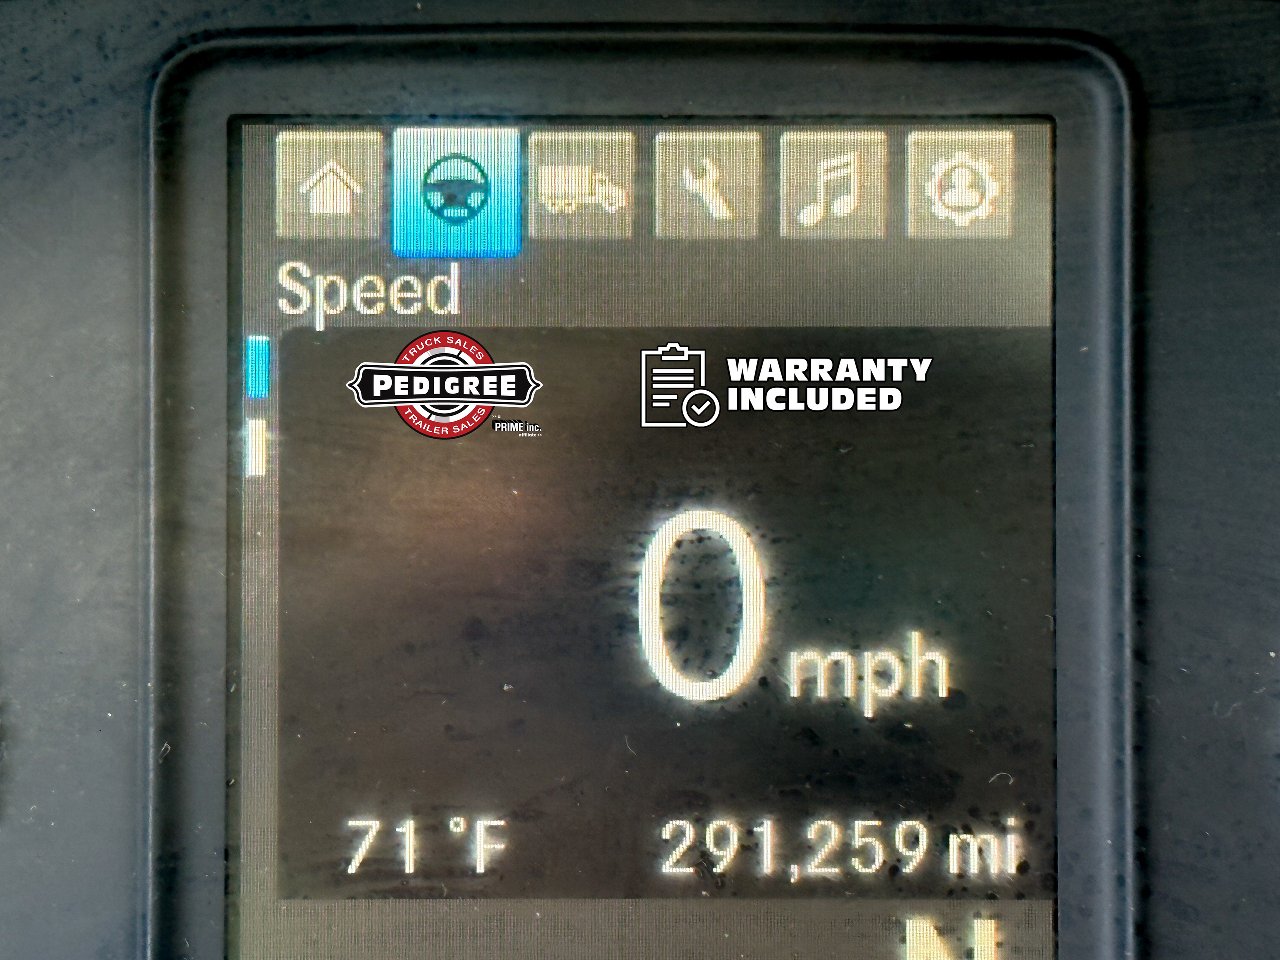 Speed
TRUCK SALES
PEDIGREE
TRAILER SALES
PRIME inc.
WARRANTY
INCLUDED
0 mph
71 °F
291,259 mi
N